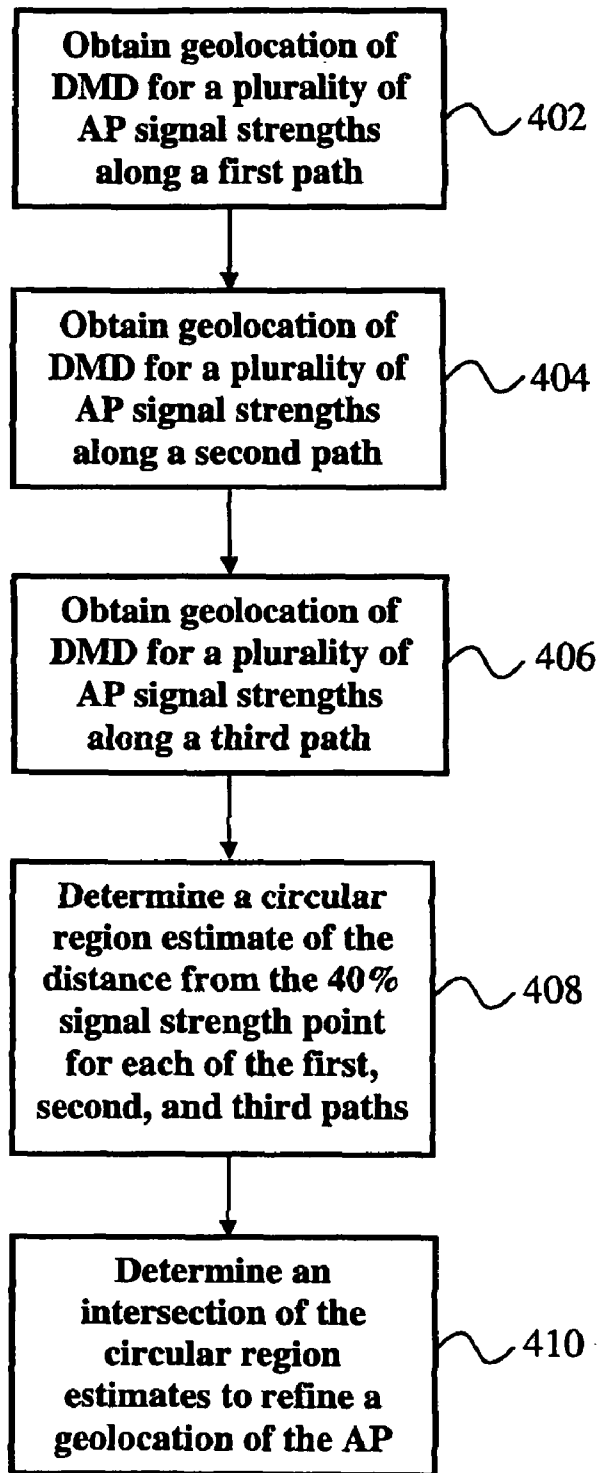 Obtain geolocation of
DMD for a plurality of
AP signal strengths
along a first path
402
Obtain geolocation of
DMD for a plurality of
AP signal strengths
along a second path
404
Obtain geolocation of
DMD for a plurality of
AP signal strengths
along a third path
406
Determine a circular
region estimate of the
distance from the 40%
signal strength point
for each of the first,
second, and third paths
408
Determine an
intersection of the
circular region
estimates to refine a
geolocation of the AP
410